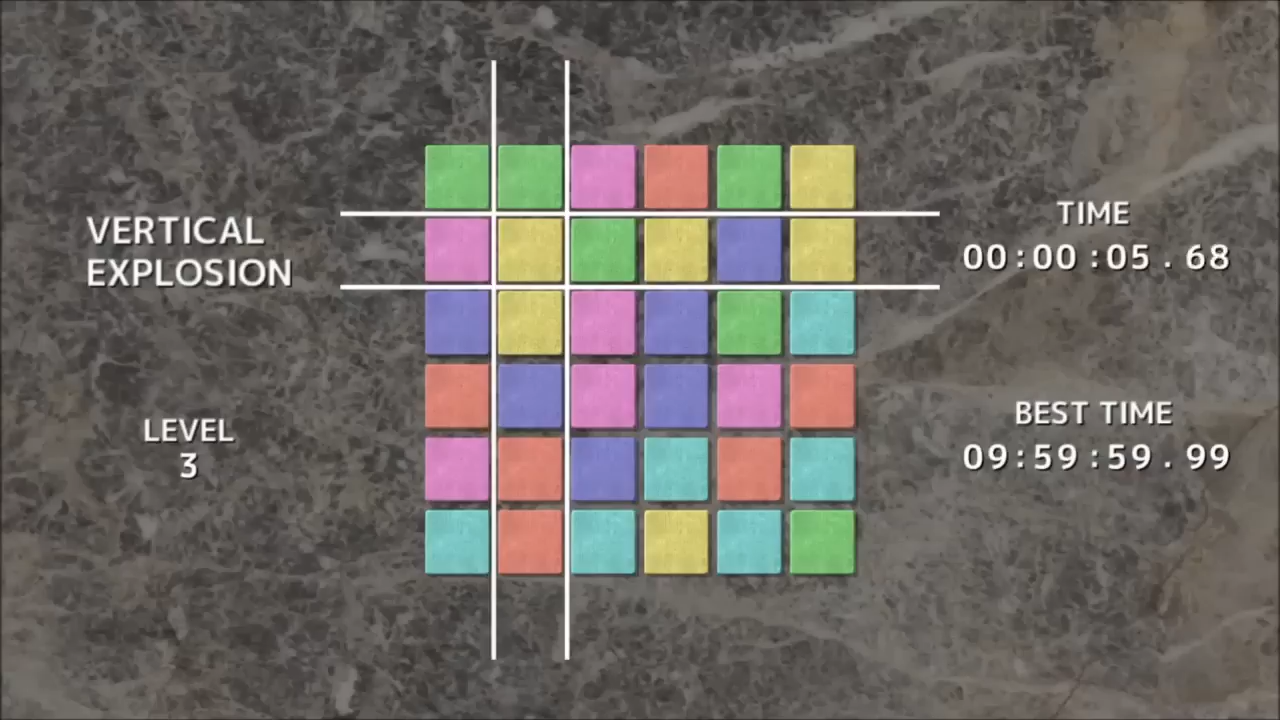 VERTICAL
EXPLOSION
LEVEL
3
TIME
00:00:05.68
BEST TIME
09:59:59.99